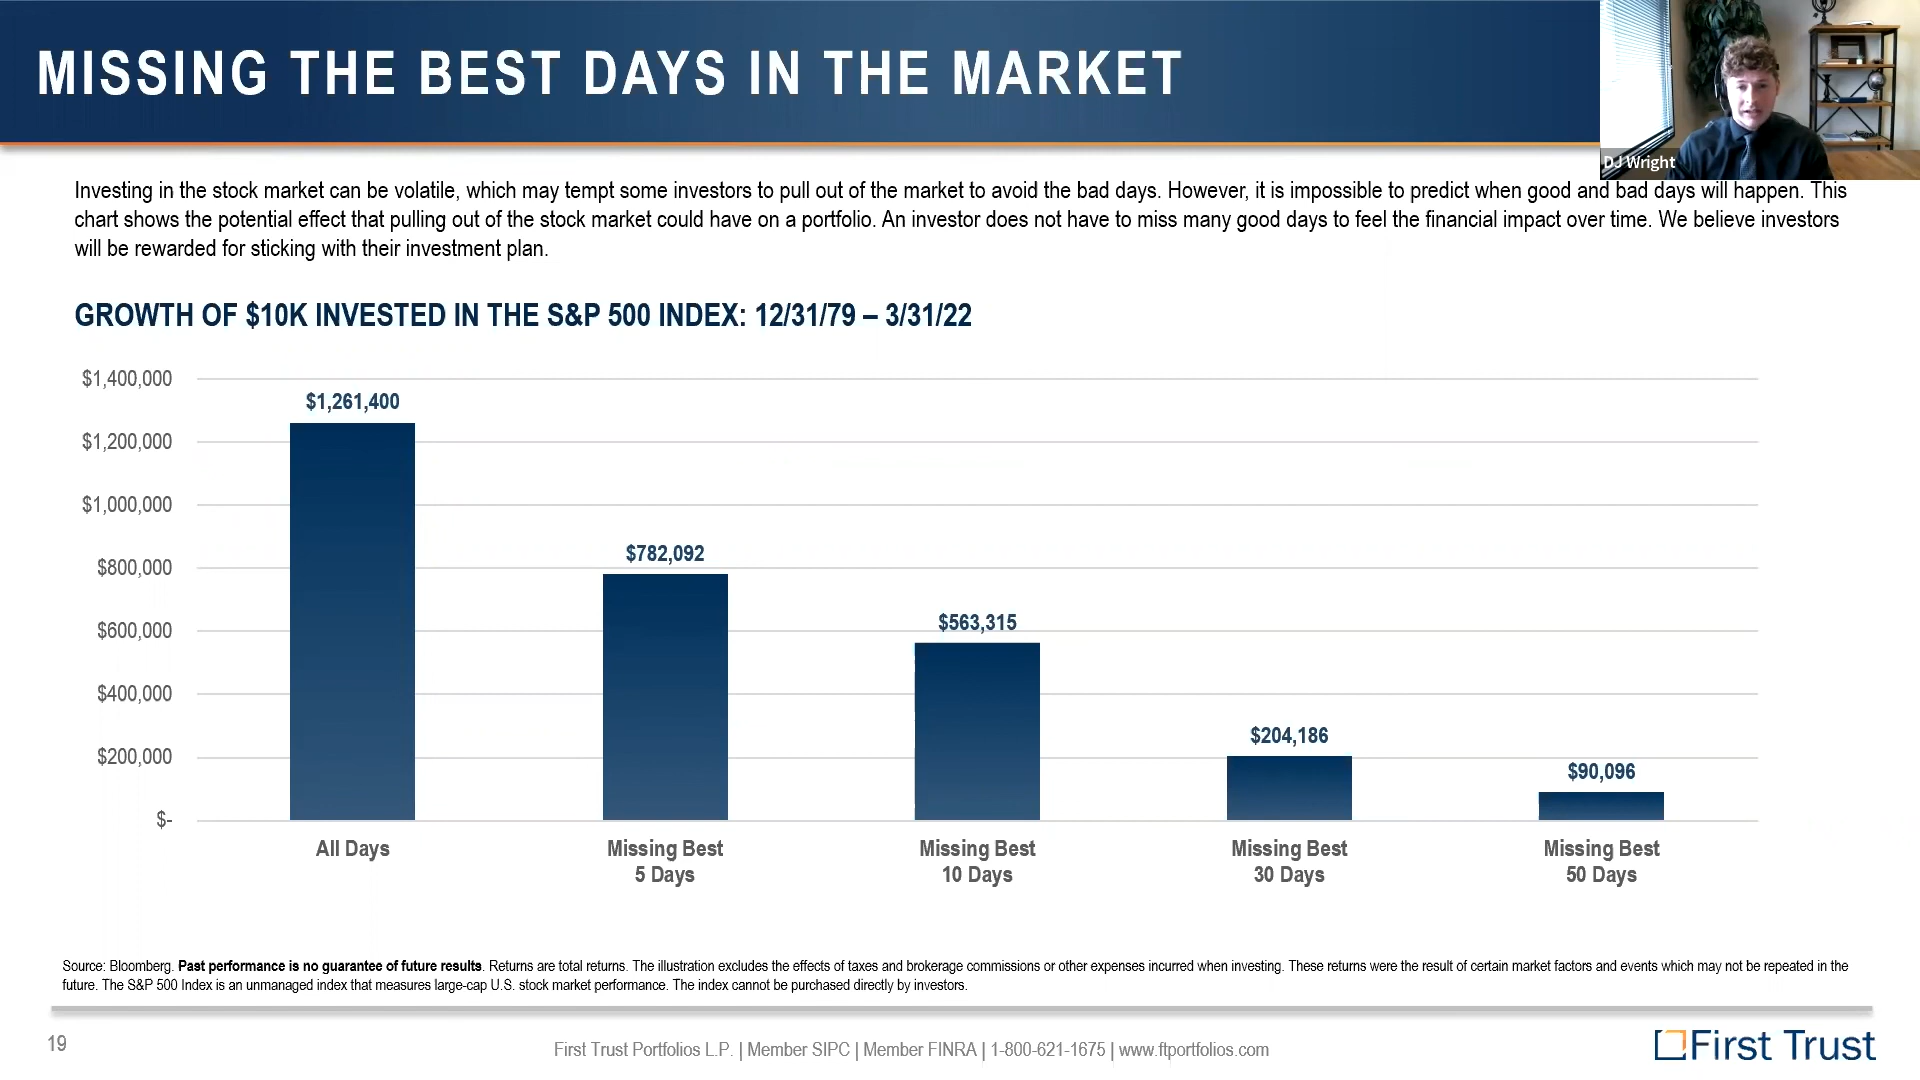 MISSING THE BEST DAYS IN THE MARKET
DJ Wright
Investing in the stock market can be volatile, which may tempt some investors to pull out of the market to avoid the bad days. However, it is impossible to predict when good and bad days will happen. This
chart shows the potential effect that pulling out of the stock market could have on a portfolio. An investor does not have to miss many good days to feel the financial impact over time. We believe investors
will be rewarded for sticking with their investment plan.
GROWTH OF $10K INVESTED IN THE S&P 500 INDEX: 12/31/79 – 3/31/22
$1,400,000
$1,261,400
$1,200,000
$1,000,000
$782,092
$800,000
$563,315
$600,000
$400,000
$204,186
$200,000
$90,096
$-
All Days
Missing Best
5 Days
Missing Best
10 Days
Missing Best
30 Days
Missing Best
50 Days
Source: Bloomberg. Past performance is no guarantee of future results. Returns are total returns. The illustration excludes the effects of taxes and brokerage commissions or other expenses incurred when investing. These returns were the result of certain market factors and events which may not be repeated in the
future. The S&P 500 Index is an unmanaged index that measures large-cap U.S. stock market performance. The index cannot be purchased directly by investors.
19
First Trust Portfolios L.P. | Member SIPC | Member FINRA | 1-800-621-1675 | www.ftportfolios.com
First Trust